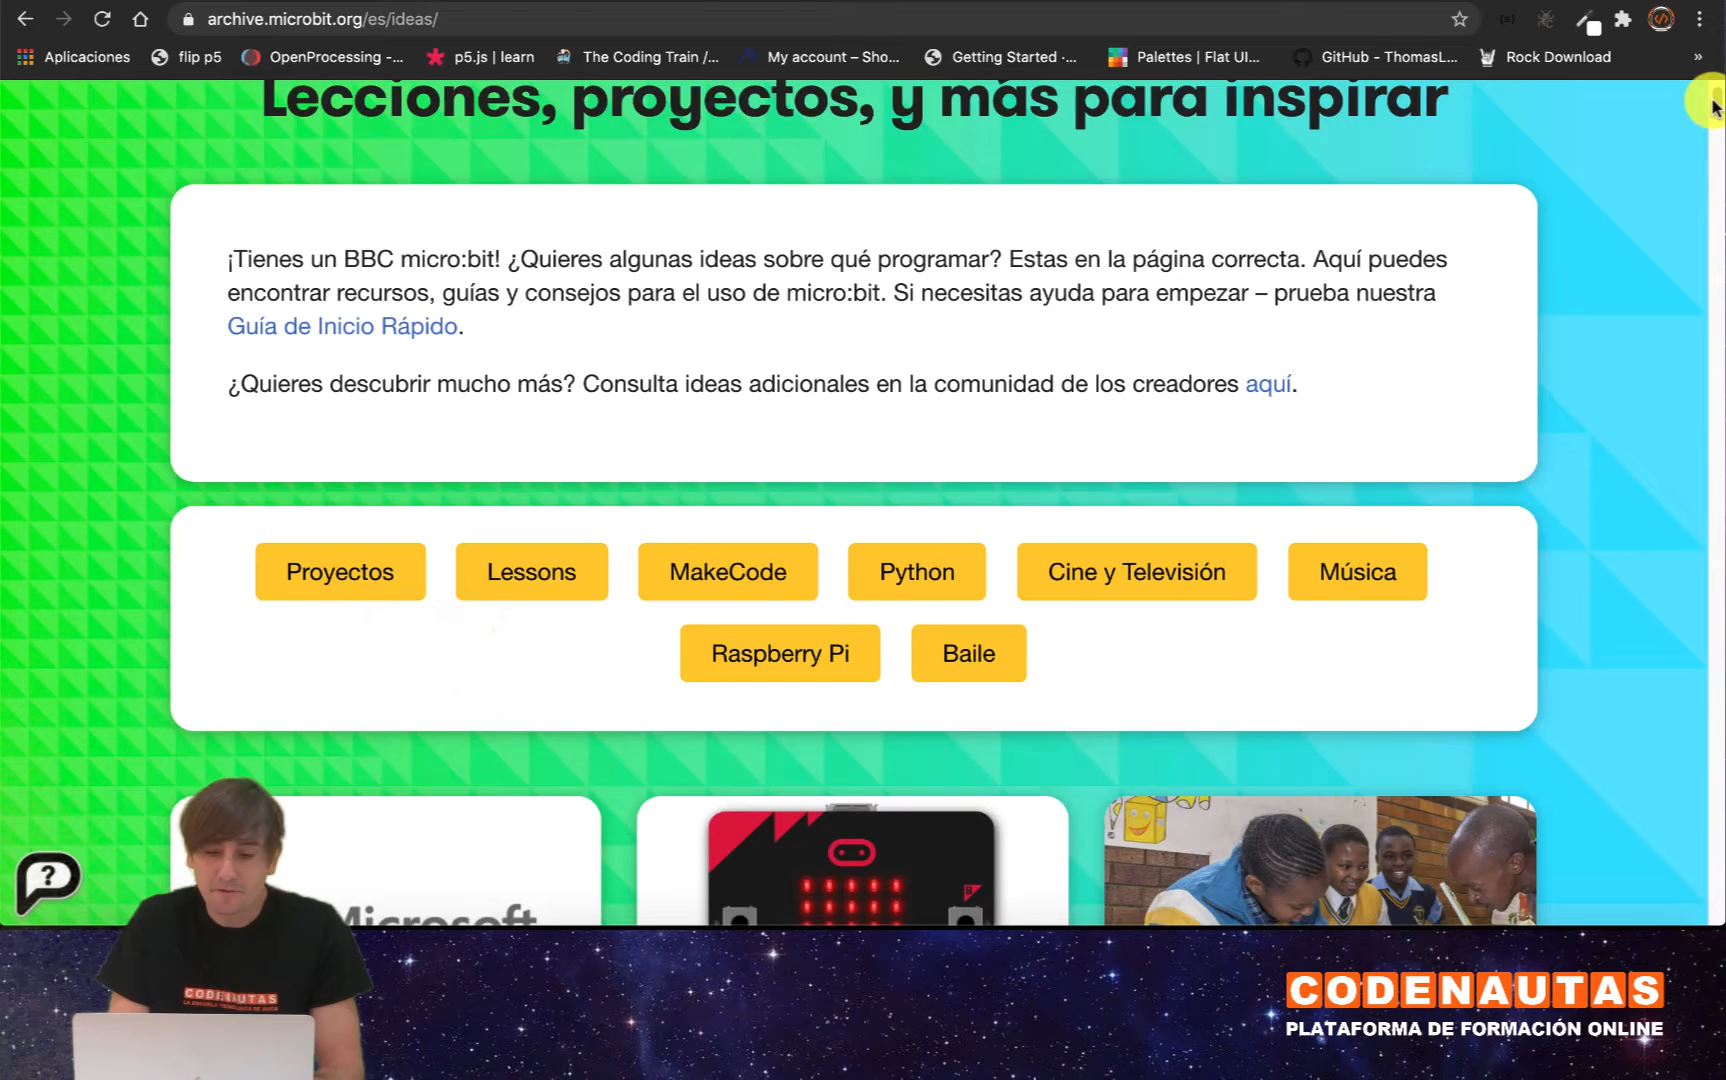 archive.microbit.org/es/ideas/
Aplicaciones
flip p5
OpenProcessing -...
p5.js | learn
The Coding Train /...
My account – Sho...
Getting Started ·...
Palettes | Flat UI...
GitHub - ThomasL...
Rock Download
»
Lecciones, proyectos, y más para inspirar
¡Tienes un BBC micro:bit! ¿Quieres algunas ideas sobre qué programar? Estas en la página correcta. Aquí puedes
encontrar recursos, guías y consejos para el uso de micro:bit. Si necesitas ayuda para empezar – prueba nuestra
Guía de Inicio Rápido.
¿Quieres descubrir mucho más? Consulta ideas adicionales en la comunidad de los creadores aquí.
Proyectos
Lessons
MakeCode
Python
Cine y Televisión
Música
Raspberry Pi
Baile
?
Microsoft
CODENAUTAS
CODENAUTAS
PLATAFORMA DE FORMACIÓN ONLINE